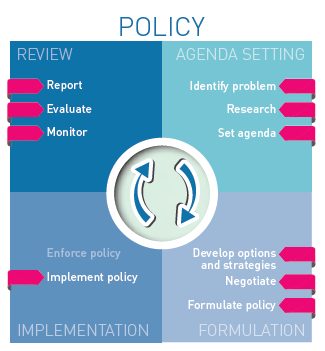 POLICY
REVIEW
Report
Evaluate
Monitor
AGENDA SETTING
Identify problem
Research
Set agenda
Enforce policy
Implement policy
IMPLEMENTATION
Develop options
and strategies
Negotiate
Formulate policy
FORMULATION